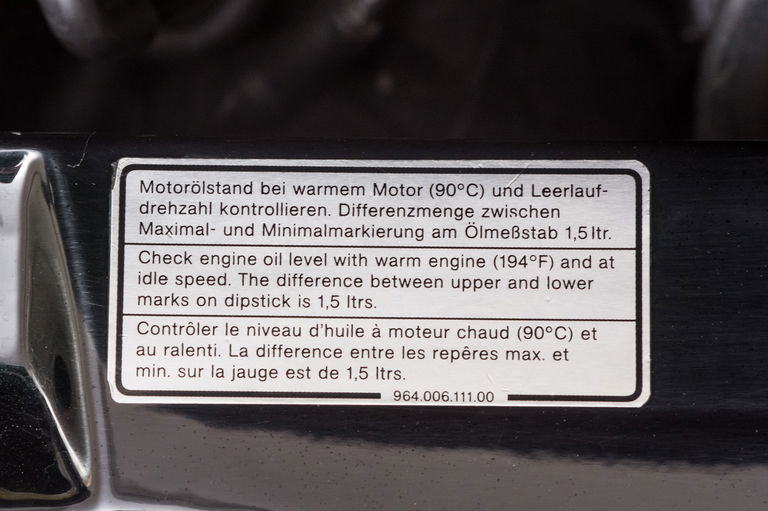 Motorölstand bei warmem Motor (90°C) und Leerlauf-
drehzahl kontrollieren. Differenzmenge zwischen
Maximal- und Minimalmarkierung am Ölmeßstab 1,5 ltr.
Check engine oil level with warm engine (194°F) and at
idle speed. The difference between upper and lower
marks on dipstick is 1,5 ltrs.
Contrôler le niveau d'huile à moteur chaud (90°C) et
au ralenti. La difference entre les repêres max. et
min. sur la jauge est de 1,5 ltrs.
964.006.111.00